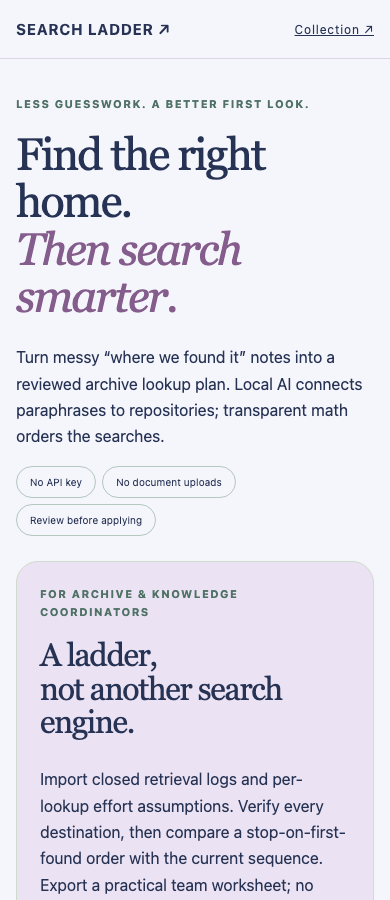 SEARCH LADDER ↗
Collection ↗
LESS GUESSWORK. A BETTER FIRST LOOK.
Find the right
home.
Then search
smarter.
Turn messy “where we found it” notes into a
reviewed archive lookup plan. Local AI connects
paraphrases to repositories; transparent math
orders the searches.
No API key
No document uploads
Review before applying
FOR ARCHIVE & KNOWLEDGE
COORDINATORS
A ladder,
not another search
engine.
Import closed retrieval logs and per-
lookup effort assumptions. Verify every
destination, then compare a stop-on-first-
found order with the current sequence.
Export a practical team worksheet; no